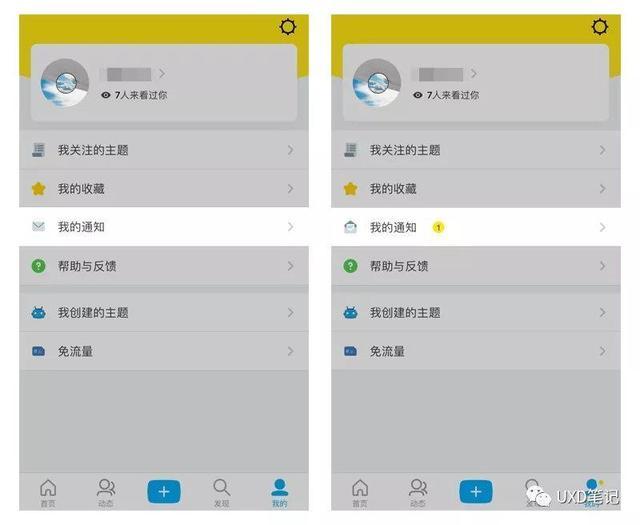 7人来看过你
我关注的主题
我的收藏
我的通知
帮助与反馈
我创建的主题
免流量
首页
动态
发现
我的
7人来看过你
我关注的主题
我的收藏
我的通知 1
帮助与反馈
我创建的主题
免流量
首页
动态
发现
我的
UXD笔记